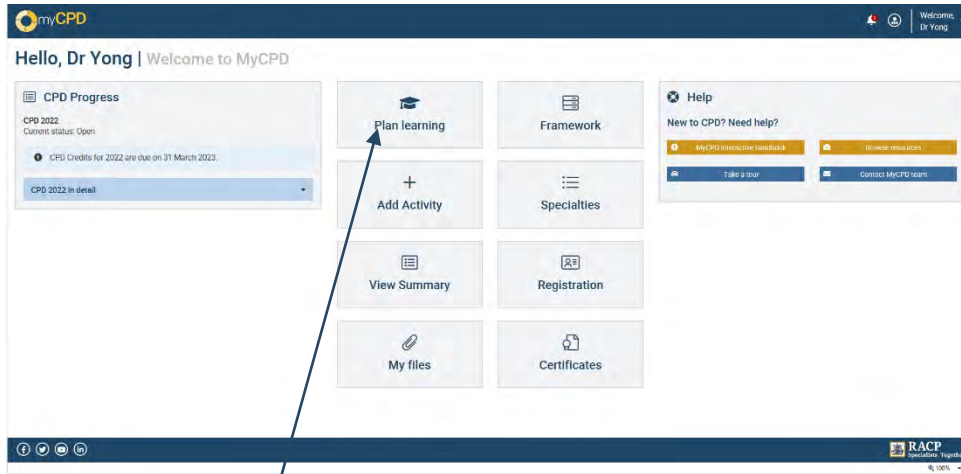 myCPD
Welcome,
Dr Yong
Hello, Dr Yong | Welcome to MyCPD
CPD Progress
CPD 2022
Current status: Open
CPD Credits for 2022 are due on 31 March 2023.
CPD 2022 in detail
Plan learning
Framework
Add Activity
Specialties
View Summary
Registration
My files
Certificates
Help
New to CPD? Need help?
MyCPD interactive handbook
Browse resources
Take a tour
Contact MyCPD team
RACP
Specialists. Togeth
100%